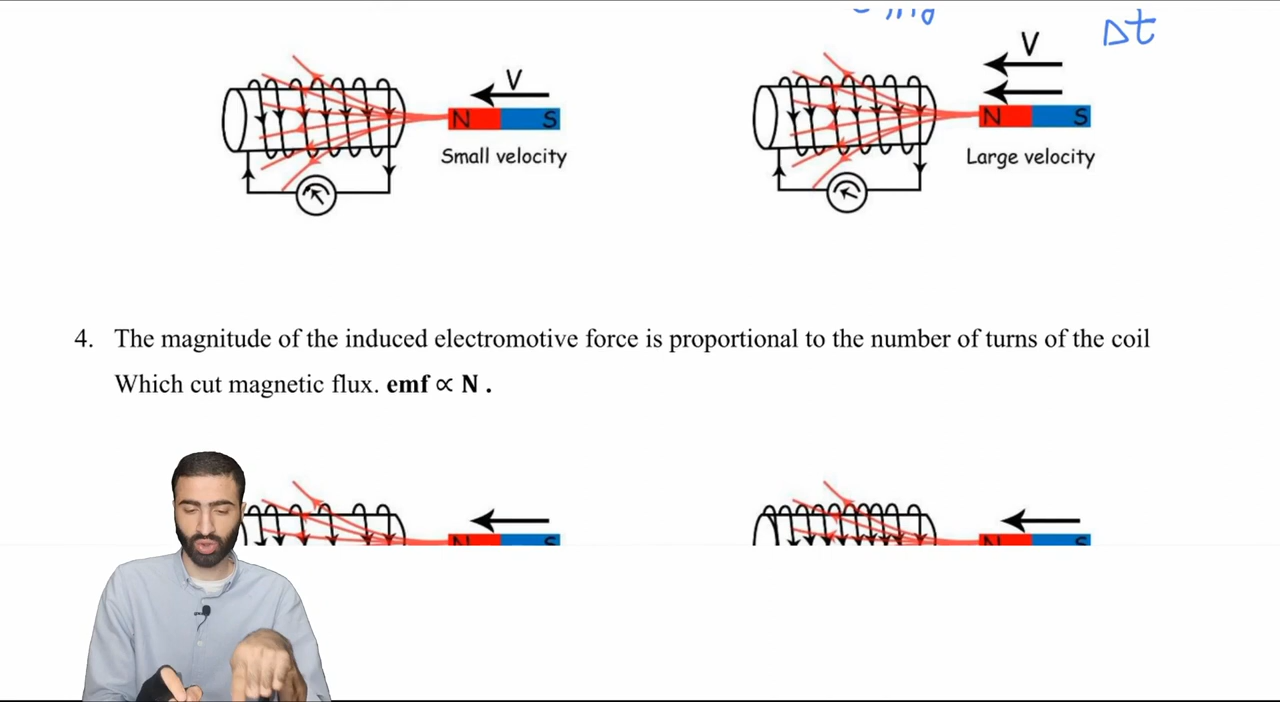 Δt
V
V
N S
N S
Small velocity
Large velocity
4. The magnitude of the induced electromotive force is proportional to the number of turns of the coil
Which cut magnetic flux. emf ∝ N .
N S
N S